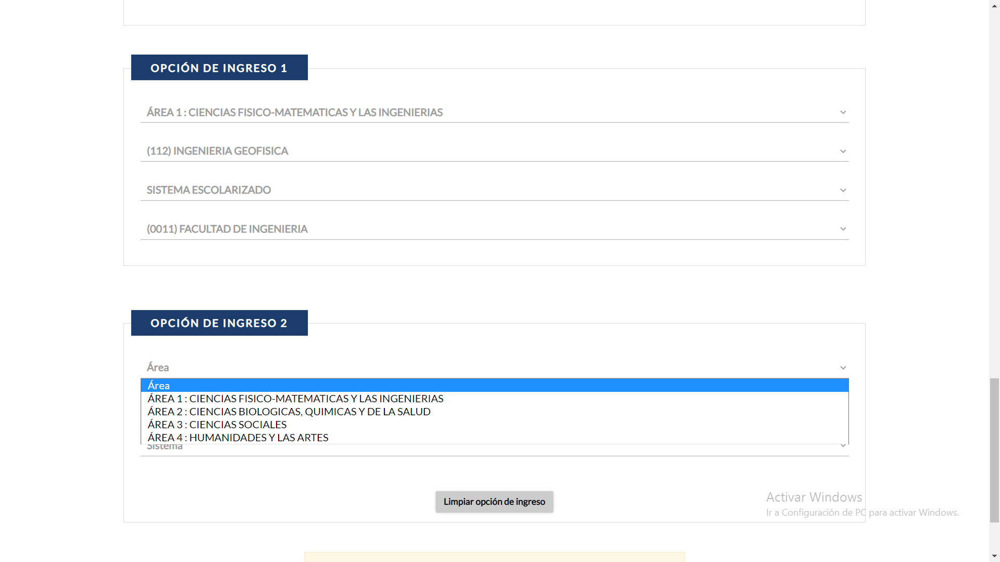 OPCIÓN DE INGRESO 1
ÁREA 1 : CIENCIAS FISICO-MATEMATICAS Y LAS INGENIERIAS
(112) INGENIERIA GEOFISICA
SISTEMA ESCOLARIZADO
(0011) FACULTAD DE INGENIERIA
OPCIÓN DE INGRESO 2
Área
Área
ÁREA 1 : CIENCIAS FISICO-MATEMATICAS Y LAS INGENIERIAS
ÁREA 2 : CIENCIAS BIOLOGICAS, QUIMICAS Y DE LA SALUD
ÁREA 3 : CIENCIAS SOCIALES
ÁREA 4 : HUMANIDADES Y LAS ARTES
Sistema
Limpiar opción de ingreso
Activar Windows
Ir a Configuración de PC para activar Windows.